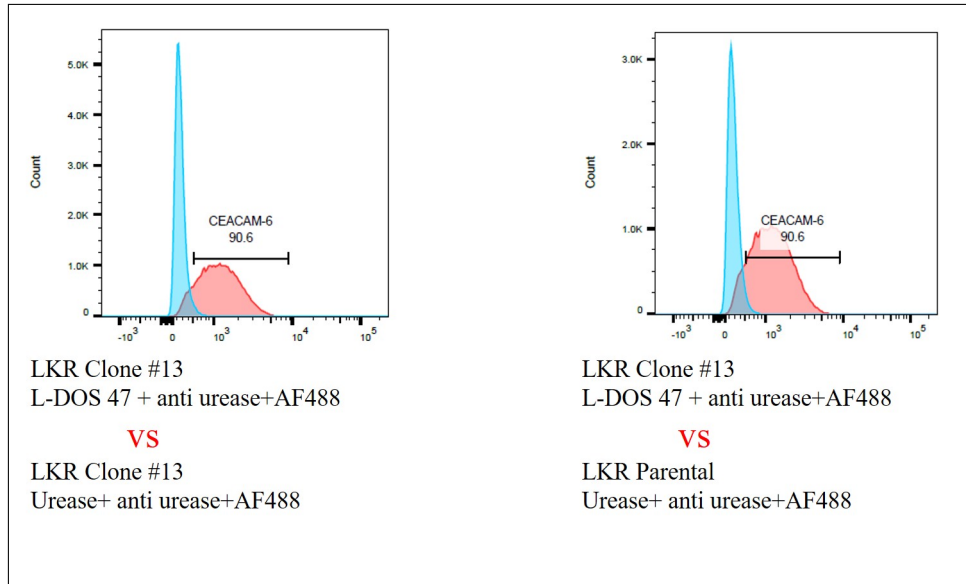 5.0K
4.0K
3.0K
2.0K
1.0K
0
Count
CEACAM-6
90.6
-10³ 0 10³ 10⁴ 10⁵
LKR Clone #13
L-DOS 47 + anti urease+AF488
VS
LKR Clone #13
Urease+ anti urease+AF488
3.0K
2.0K
1.0K
0
Count
CEACAM-6
90.6
-10³ 0 10³ 10⁴ 10⁵
LKR Clone #13
L-DOS 47 + anti urease+AF488
VS
LKR Parental
Urease+ anti urease+AF488